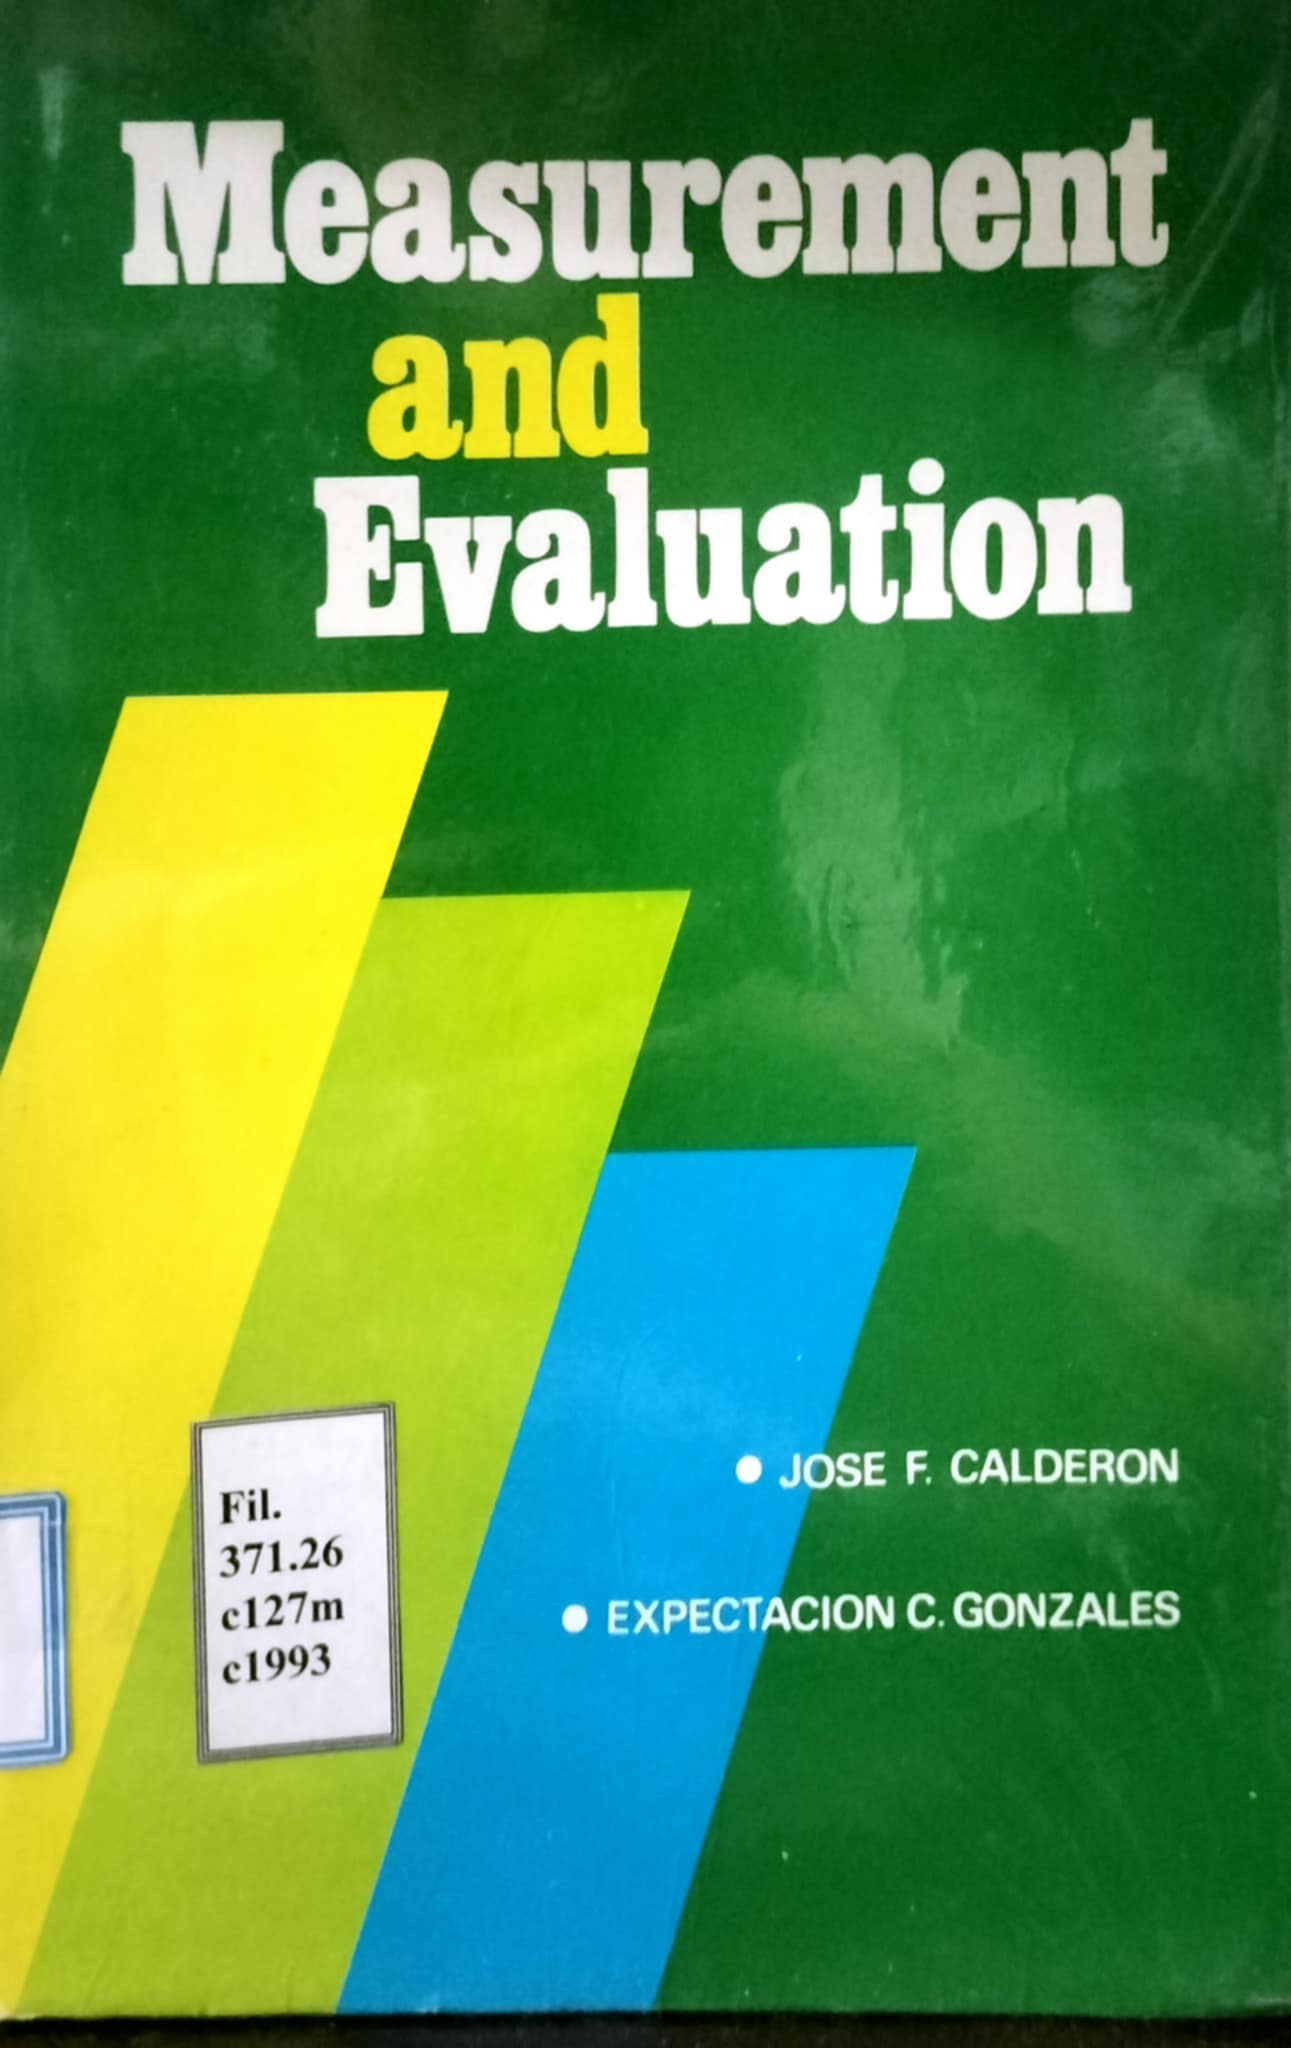 Measurement
and
Evaluation
• JOSE F. CALDERON
• EXPECTACION C. GONZALES
Fil.
371.26
c127m
c1993